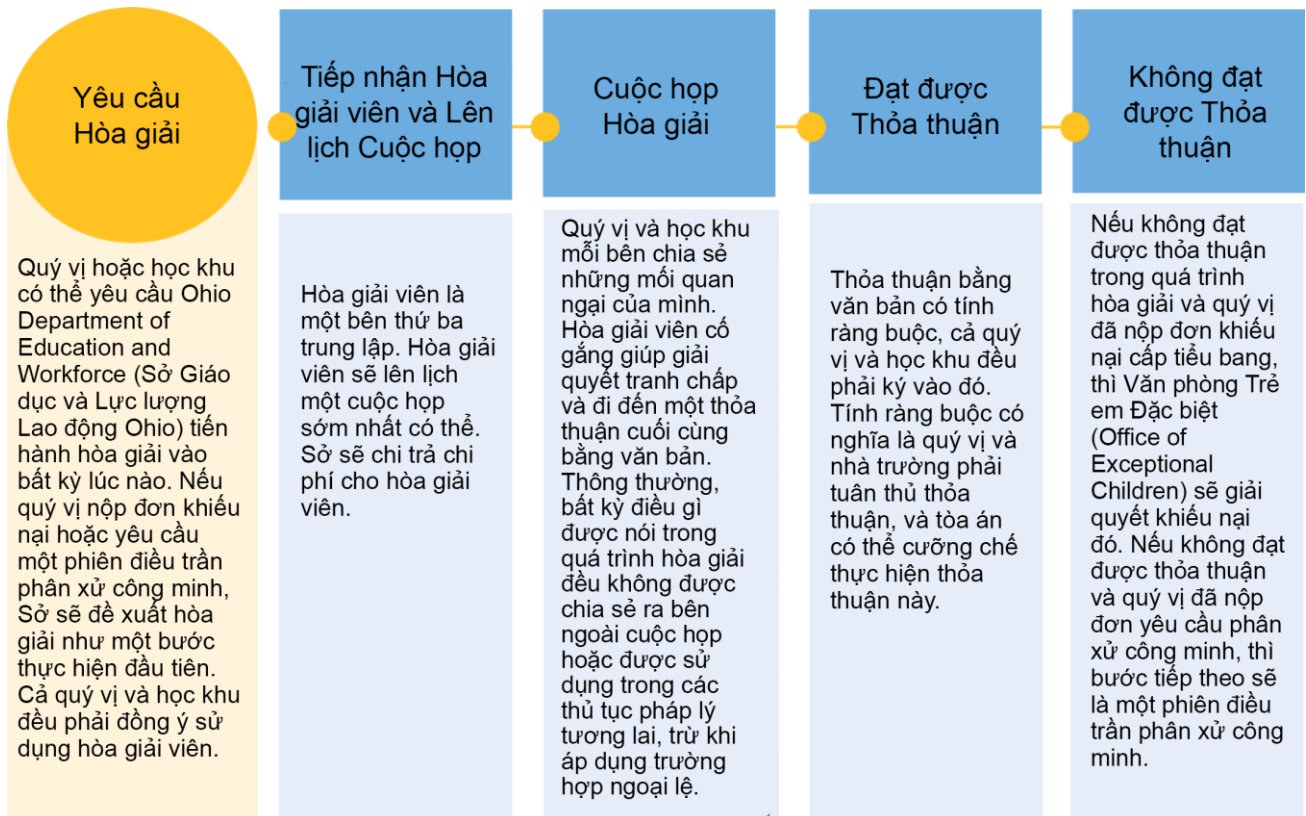 Yêu cầu
Hòa giải
Quý vị hoặc học khu
có thể yêu cầu Ohio
Department of
Education and
Workforce (Sở Giáo
dục và Lực lượng
Lao động Ohio) tiến
hành hòa giải vào
bất kỳ lúc nào. Nếu
quý vị nộp đơn khiếu
nại hoặc yêu cầu
một phiên điều trần
phân xử công minh,
Sở sẽ đề xuất hòa
giải như một bước
thực hiện đầu tiên.
Cả quý vị và học khu
đều phải đồng ý sử
dụng hòa giải viên.
Tiếp nhận Hòa
giải viên và Lên
lịch Cuộc họp
Hòa giải viên là
một bên thứ ba
trung lập. Hòa giải
viên sẽ lên lịch
một cuộc họp
sớm nhất có thể.
Sở sẽ chi trả chi
phí cho hòa giải
viên.
Cuộc họp
Hòa giải
Quý vị và học khu
mỗi bên chia sẻ
những mối quan
ngại của mình.
Hòa giải viên cố
gắng giúp giải
quyết tranh chấp
và đi đến một thỏa
thuận cuối cùng
bằng văn bản.
Thông thường,
bất kỳ điều gì
được nói trong
quá trình hòa giải
đều không được
chia sẻ ra bên
ngoài cuộc họp
hoặc được sử
dụng trong các
thủ tục pháp lý
tương lai, trừ khi
áp dụng trường
hợp ngoại lệ.
Đạt được
Thỏa thuận
Thỏa thuận bằng
văn bản có tính
ràng buộc, cả quý
vị và học khu đều
phải ký vào đó.
Tính ràng buộc có
nghĩa là quý vị và
nhà trường phải
tuân thủ thỏa
thuận, và tòa án
có thể cưỡng chế
thực hiện thỏa
thuận này.
Không đạt
được Thỏa
thuận
Nếu không đạt
được thỏa thuận
trong quá trình
hòa giải và quý vị
đã nộp đơn khiếu
nại cấp tiểu bang,
thì Văn phòng Trẻ
em Đặc biệt
(Office of
Exceptional
Children) sẽ giải
quyết khiếu nại
đó. Nếu không đạt
được thỏa thuận
và quý vị đã nộp
đơn yêu cầu phân
xử công minh, thì
bước tiếp theo sẽ
là một phiên điều
trần phân xử công
minh.